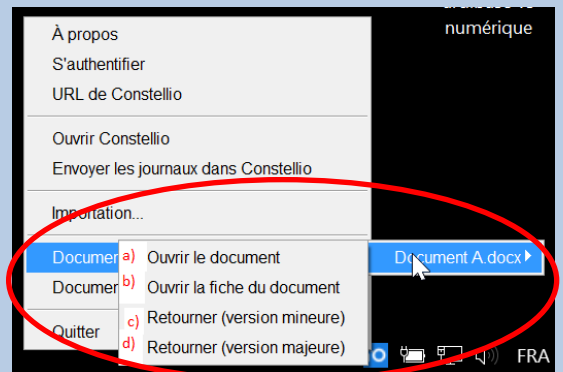 numérique
À propos
S'authentifier
URL de Constellio
Ouvrir Constellio
Envoyer les journaux dans Constellio
Importation...
Documen
Documen
Quitter
a) Ouvrir le document
b) Ouvrir la fiche du document
c) Retourner (version mineure)
d) Retourner (version majeure)
Document A.docx
FRA